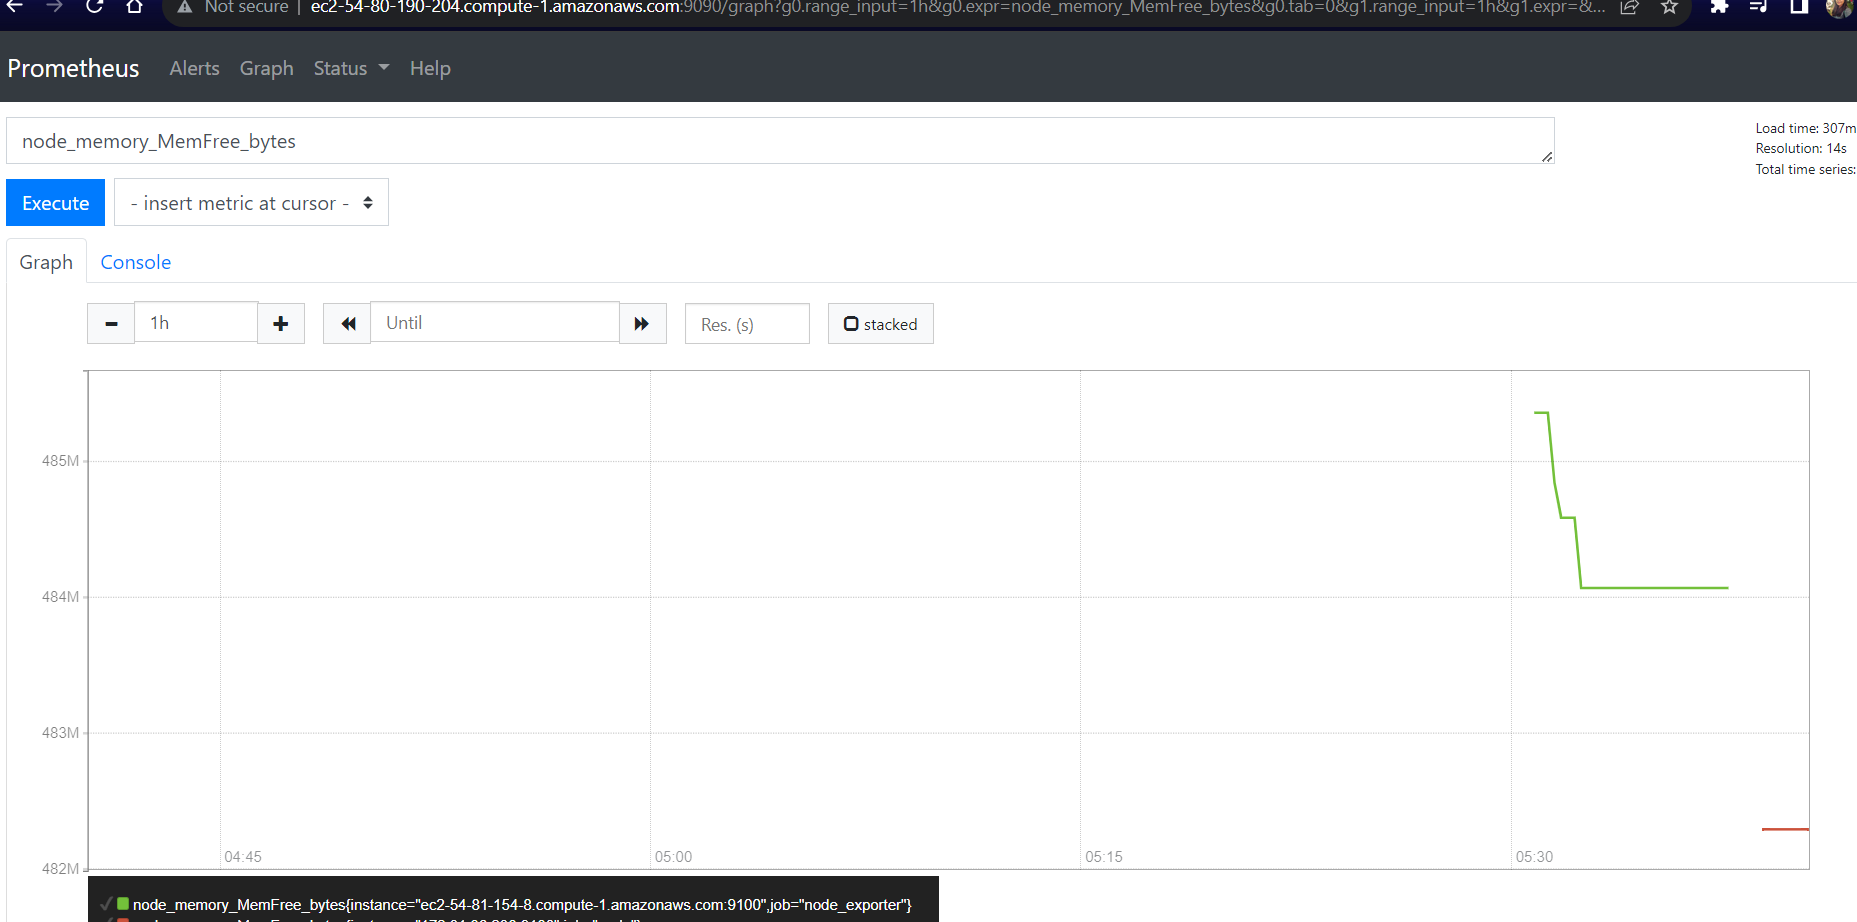 Not secure | ec2-54-80-190-204.compute-1.amazonaws.com:9090/graph?g0.range_input=1h&g0.expr=node_memory_MemFree_bytes&g0.tab=0&g1.range_input=1h&g1.expr=&...
Prometheus Alerts Graph Status Help
node_memory_MemFree_bytes
Load time: 307m
Resolution: 14s
Total time series:
Execute - insert metric at cursor -
Graph Console
1h Until Res. (s) stacked
485M
484M
483M
482M
04:45 05:00 05:15 05:30
node_memory_MemFree_bytes{instance="ec2-54-81-154-8.compute-1.amazonaws.com:9100",job="node_exporter"}